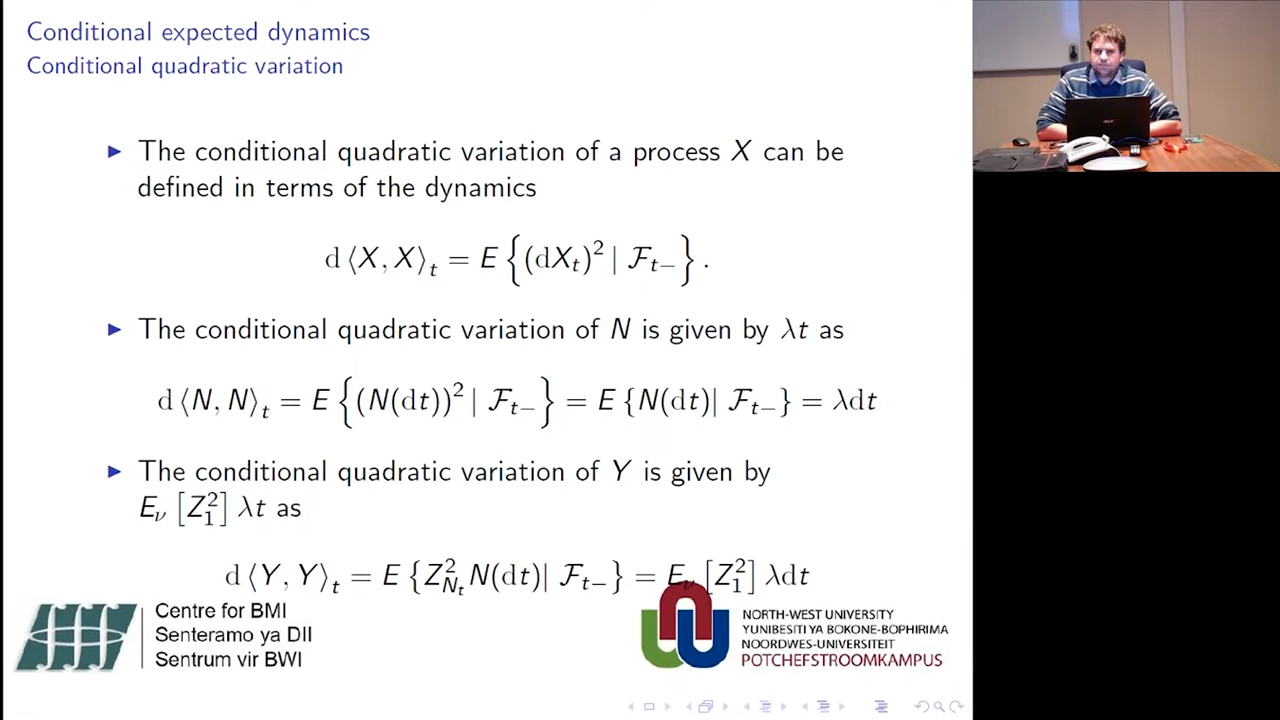 Conditional expected dynamics
Conditional quadratic variation
▶ The conditional quadratic variation of a process X can be
defined in terms of the dynamics
d ⟨X, X⟩_t = E {(dX_t)^2 | ℱ_{t−}} .
▶ The conditional quadratic variation of N is given by λt as
d ⟨N, N⟩_t = E {(N(dt))^2 | ℱ_{t−}} = E {N(dt)| ℱ_{t−}} = λdt
▶ The conditional quadratic variation of Y is given by
E_ν [Z_1^2] λt as
d ⟨Y, Y⟩_t = E {Z_{N_t}^2 N(dt)| ℱ_{t−}} = E_ν [Z_1^2] λdt
Centre for BMI
Senteramo ya DII
Sentrum vir BWI
NORTH-WEST UNIVERSITY
YUNIBESITI YA BOKONE-BOPHIRIMA
NOORDWES-UNIVERSITEIT
POTCHEFSTROOMKAMPUS